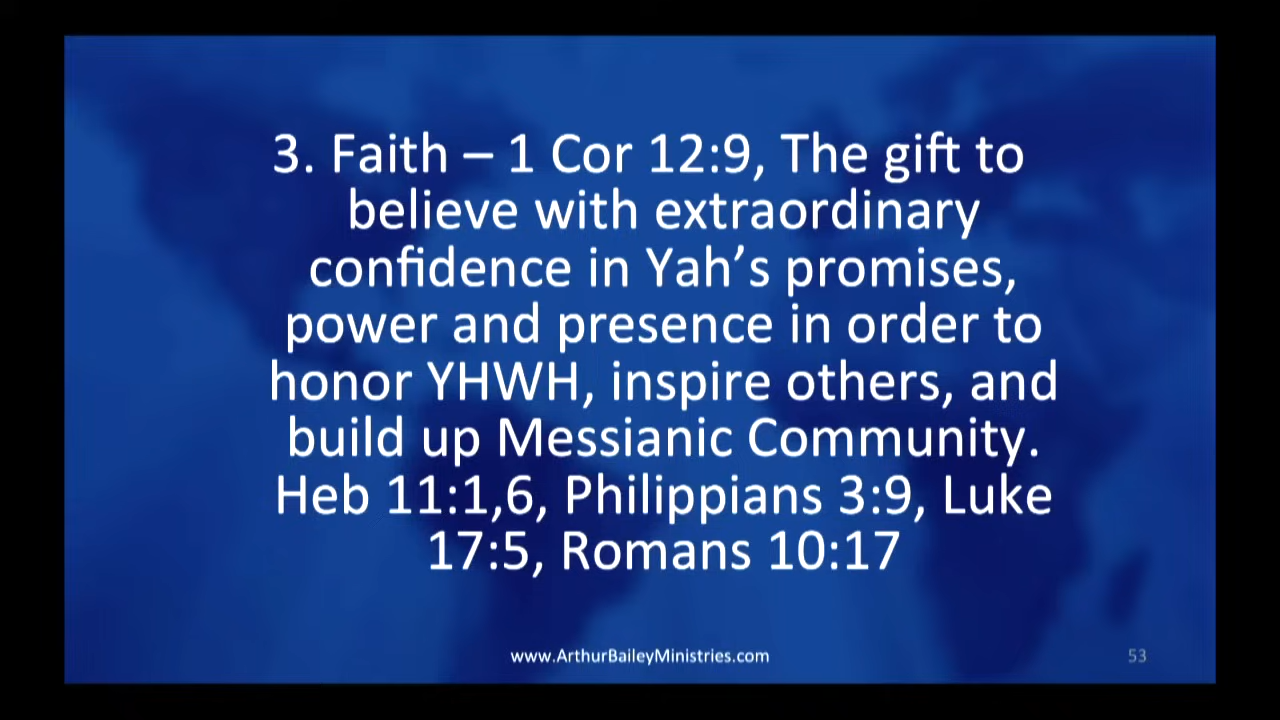 3. Faith – 1 Cor 12:9, The gift to
believe with extraordinary
confidence in Yah’s promises,
power and presence in order to
honor YHWH, inspire others, and
build up Messianic Community.
Heb 11:1,6, Philippians 3:9, Luke
17:5, Romans 10:17
www.ArthurBaileyMinistries.com
53